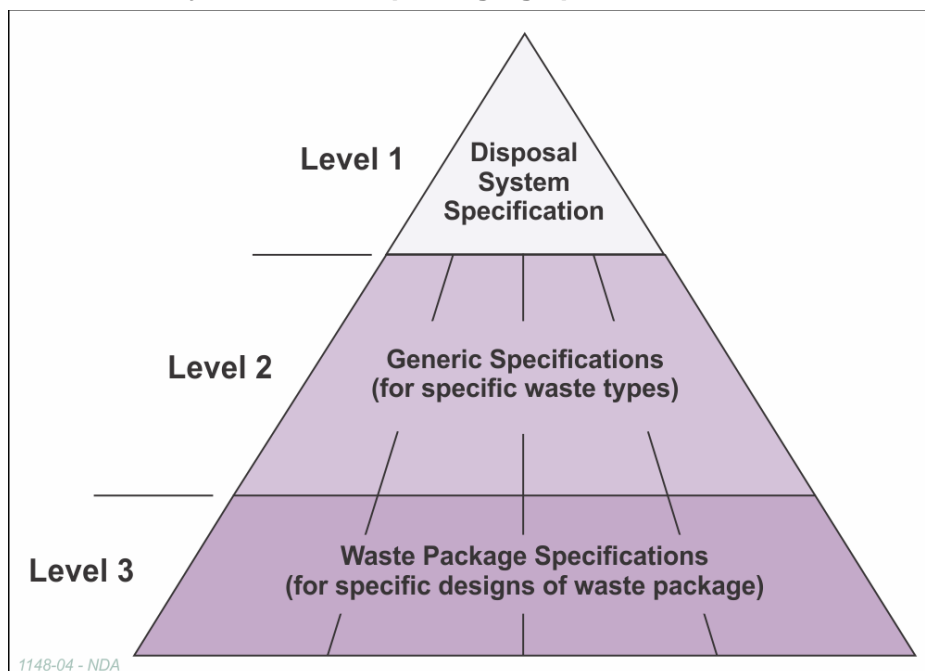 Level 1
Disposal
System
Specification
Level 2
Generic Specifications
(for specific waste types)
Level 3
Waste Package Specifications
(for specific designs of waste package)
1148-04 - NDA